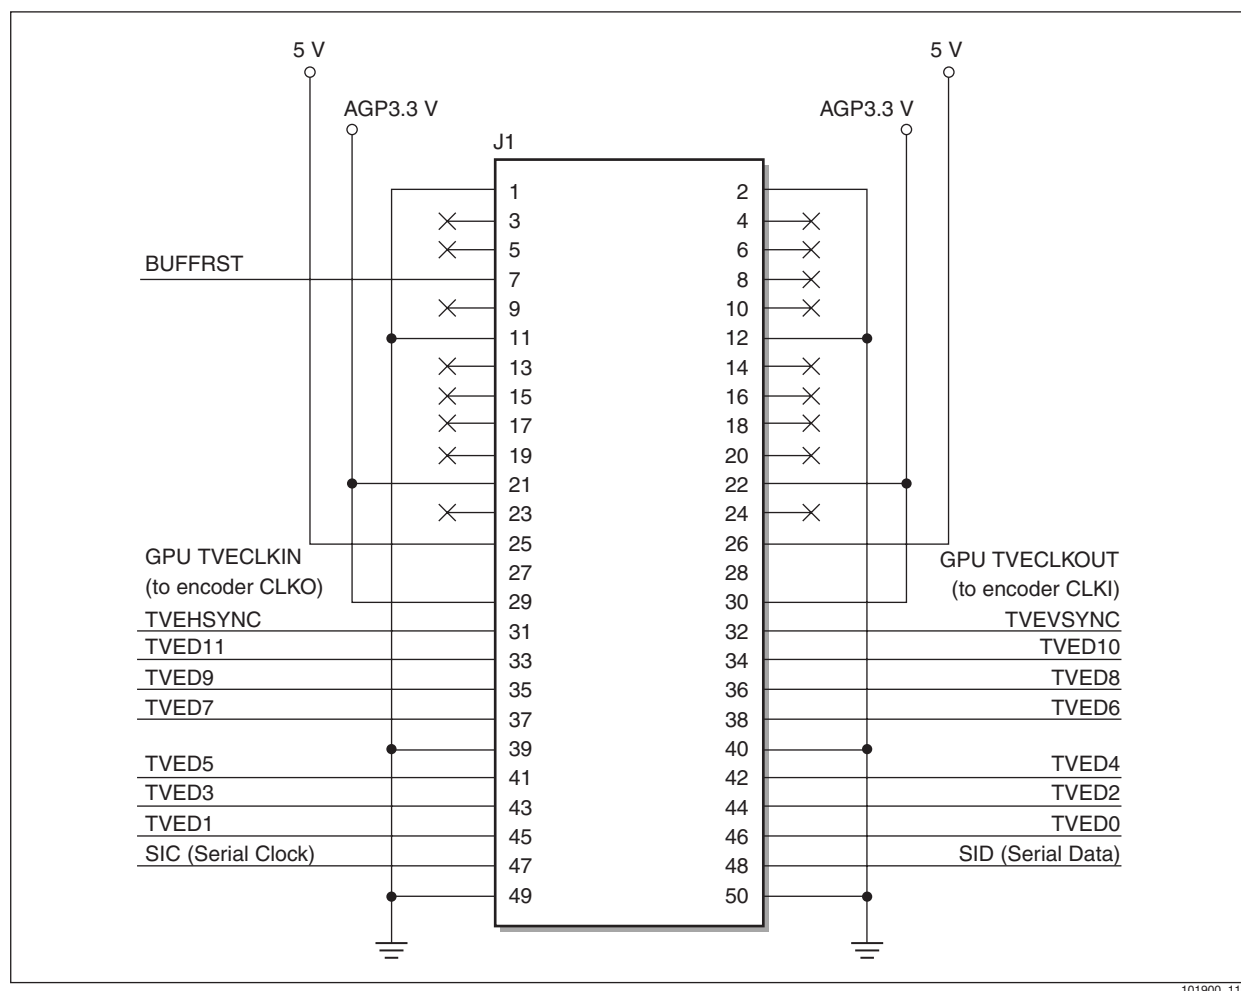 5 V 5 V
AGP3.3 V AGP3.3 V
J1
1 2
3 4
5 6
BUFFRST 7 8
9 10
11 12
13 14
15 16
17 18
19 20
21 22
23 24
25 26
GPU TVECLKIN GPU TVECLKOUT
27 28
(to encoder CLKO) (to encoder CLKI)
29 30
TVEHSYNC 31 32 TVEVSYNC
TVED11 33 34 TVED10
TVED9 35 36 TVED8
TVED7 37 38 TVED6
39 40
TVED5 41 42 TVED4
TVED3 43 44 TVED2
TVED1 45 46 TVED0
SIC (Serial Clock) 47 48 SID (Serial Data)
49 50